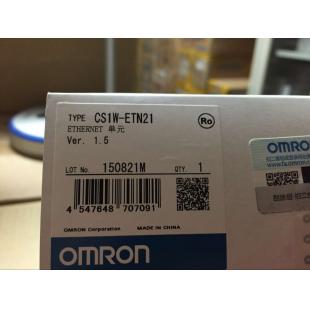 TYPE CS1W-ETN21
ETHERNET 单元
Ver. 1.5
Ro
LOT No. 150821M QTY. 1
4 547648 707091
OMRON Corporation MADE IN CHINA
OMRON
OMRON